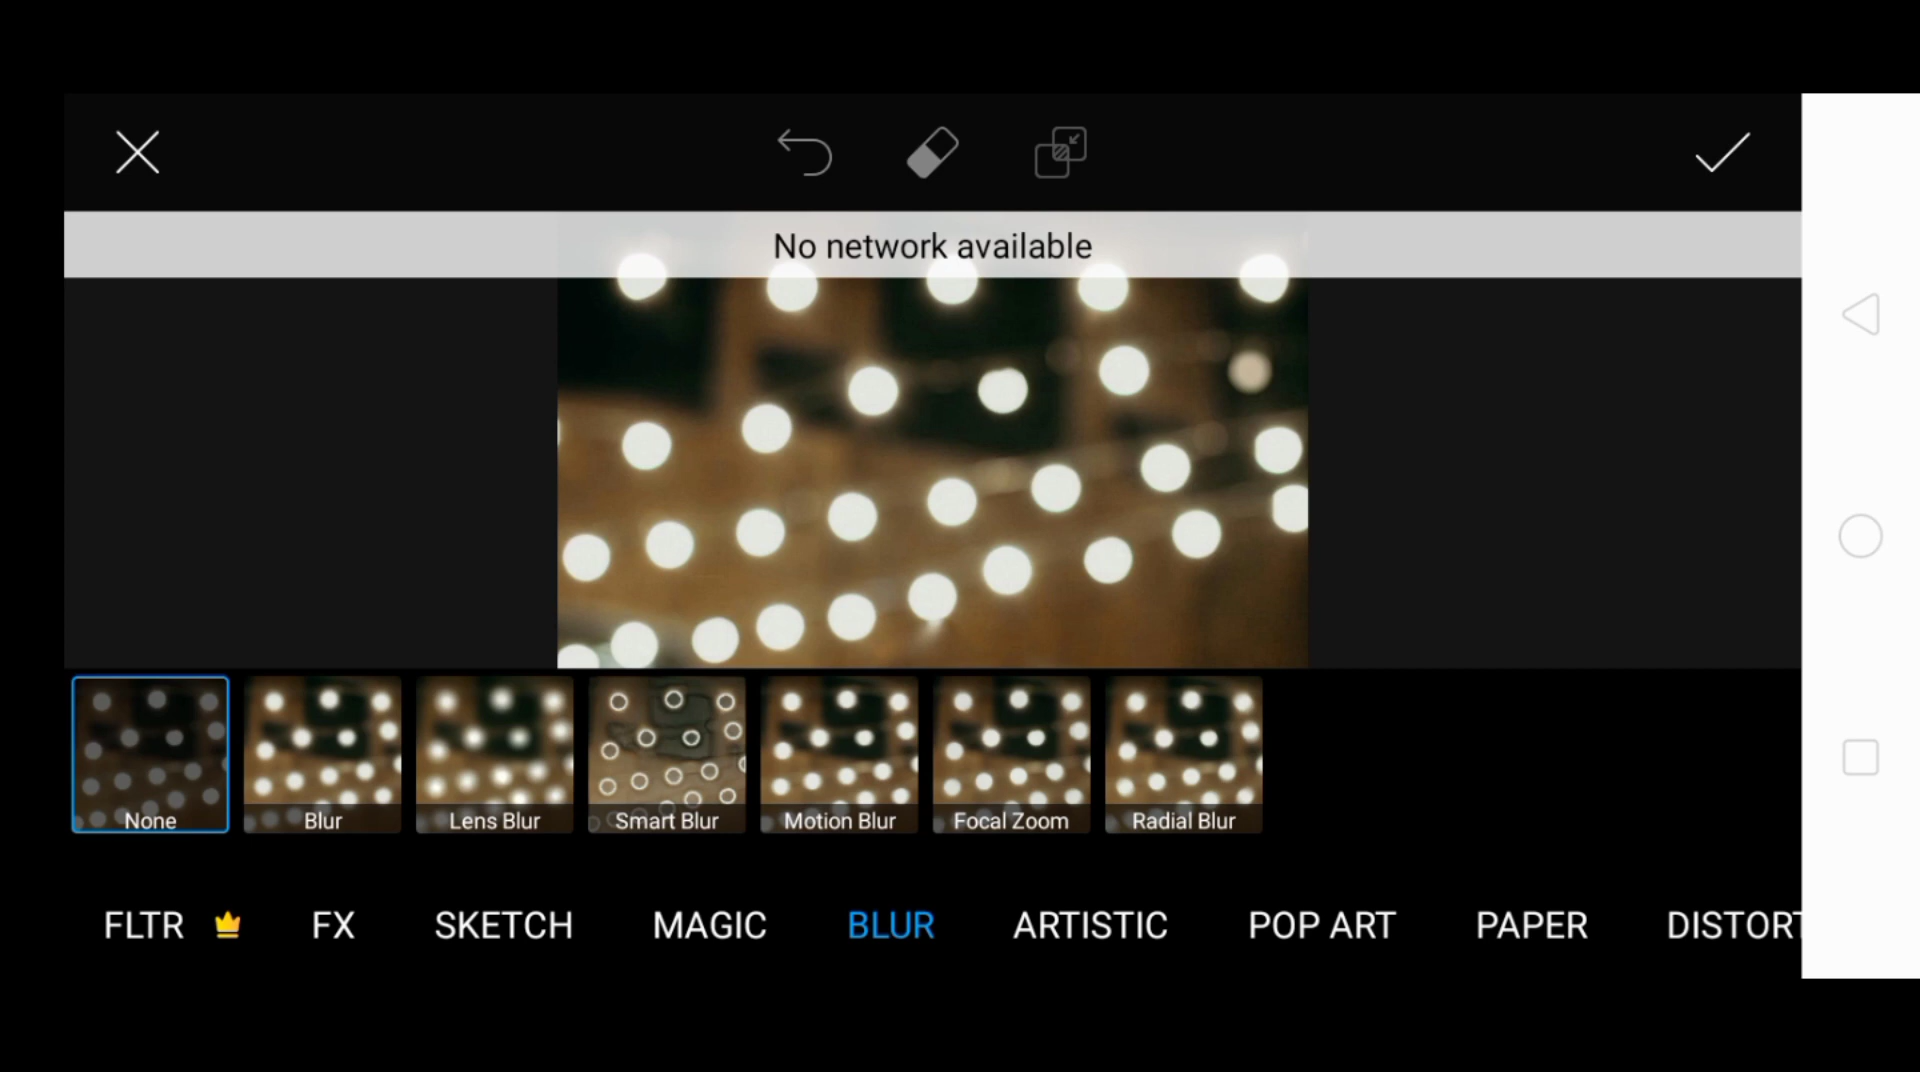 No network available
None
Blur
Lens Blur
Smart Blur
Motion Blur
Focal Zoom
Radial Blur
FLTR
FX
SKETCH
MAGIC
BLUR
ARTISTIC
POP ART
PAPER
DISTORT